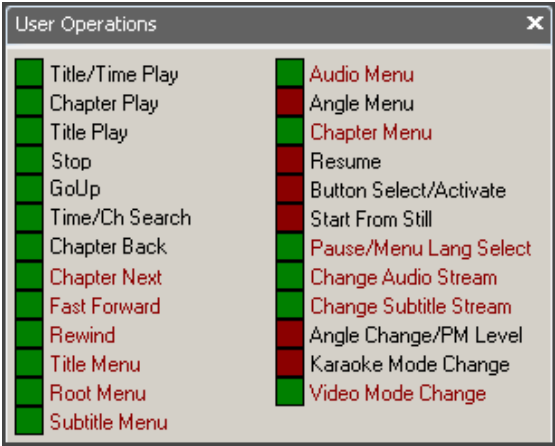 User Operations
Title/Time Play
Chapter Play
Title Play
Stop
GoUp
Time/Ch Search
Chapter Back
Chapter Next
Fast Forward
Rewind
Title Menu
Root Menu
Subtitle Menu
Audio Menu
Angle Menu
Chapter Menu
Resume
Button Select/Activate
Start From Still
Pause/Menu Lang Select
Change Audio Stream
Change Subtitle Stream
Angle Change/PM Level
Karaoke Mode Change
Video Mode Change